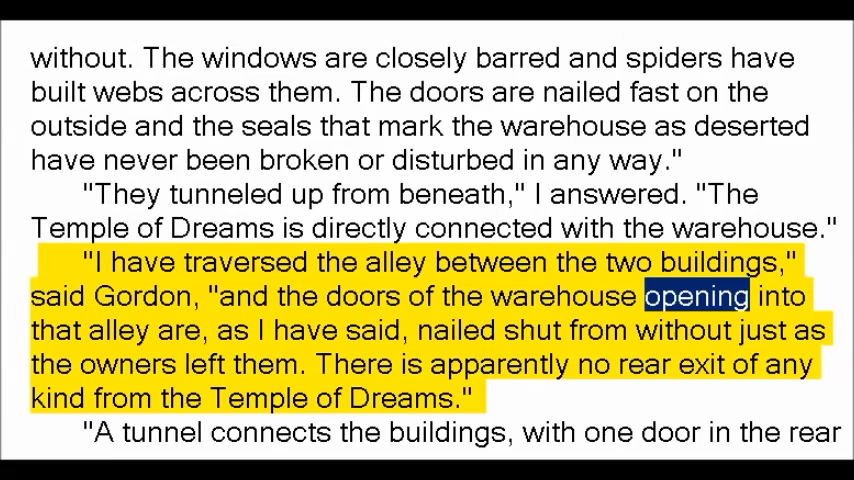 without. The windows are closely barred and spiders have
built webs across them. The doors are nailed fast on the
outside and the seals that mark the warehouse as deserted
have never been broken or disturbed in any way."
"They tunneled up from beneath," I answered. "The
Temple of Dreams is directly connected with the warehouse."
"I have traversed the alley between the two buildings,"
said Gordon, "and the doors of the warehouse opening into
that alley are, as I have said, nailed shut from without just as
the owners left them. There is apparently no rear exit of any
kind from the Temple of Dreams."
"A tunnel connects the buildings, with one door in the rear